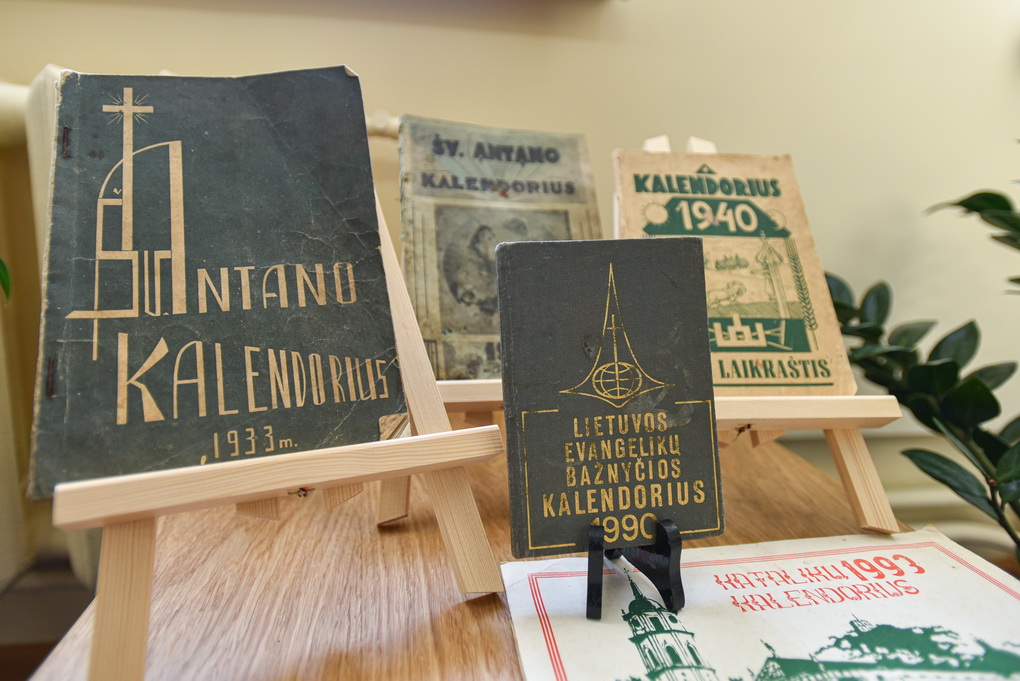 Šv. ANTANO
KALENDORIUS
1933 m.
ŠV. ANTANO
KALENDORIUS
KALENDORIUS
1940
LAIKRAŠTIS
LIETUVOS
EVANGELIKŲ
BAŽNYČIOS
KALENDORIUS
1990
KATALIKŲ 1993
KALENDORIUS